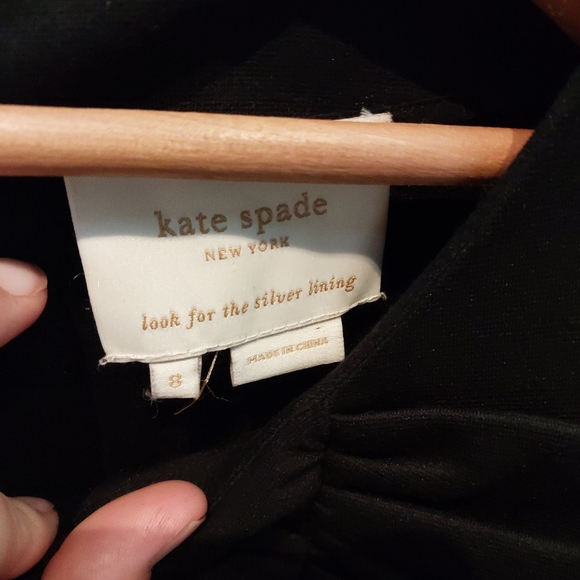 kate spade
NEW YORK
look for the silver lining
8
MADE IN CHINA